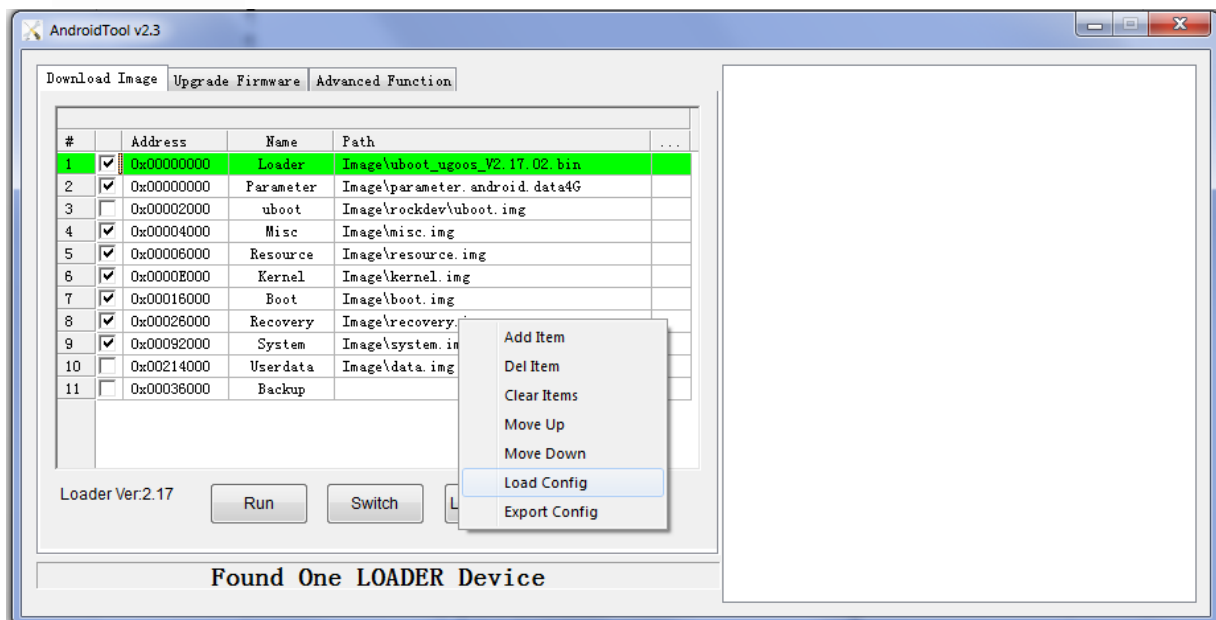 AndroidTool v2.3
Download Image Upgrade Firmware Advanced Function
# Address Name Path ...
1 0x00000000 Loader Image\uboot_ugoos_V2.17.02.bin
2 0x00000000 Parameter Image\parameter.android.data4G
3 0x00002000 uboot Image\rockdev\uboot.img
4 0x00004000 Misc Image\misc.img
5 0x00006000 Resource Image\resource.img
6 0x0000E000 Kernel Image\kernel.img
7 0x00016000 Boot Image\boot.img
8 0x00026000 Recovery Image\recovery.
9 0x00092000 System Image\system.im
10 0x00214000 Userdata Image\data.img
11 0x00036000 Backup
Add Item
Del Item
Clear Items
Move Up
Move Down
Load Config
Export Config
Loader Ver:2.17 Run Switch L
Found One LOADER Device